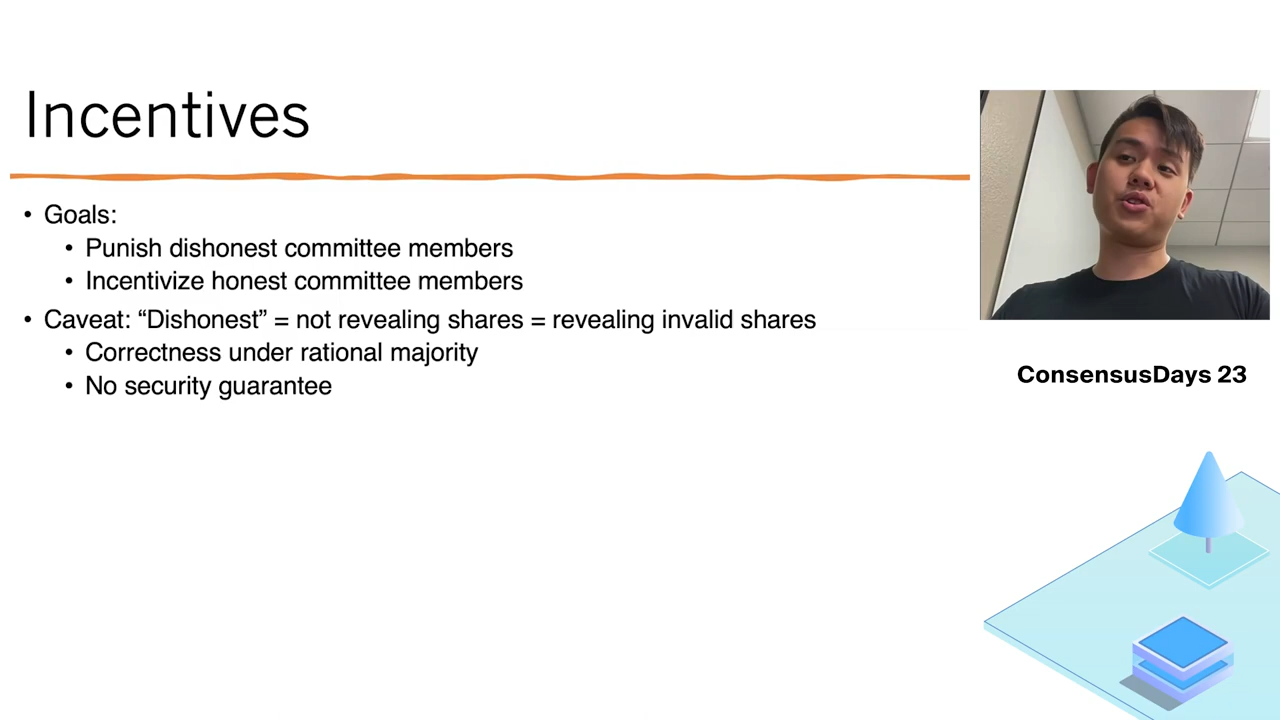 Incentives
• Goals:
• Punish dishonest committee members
• Incentivize honest committee members
• Caveat: “Dishonest” = not revealing shares = revealing invalid shares
• Correctness under rational majority
• No security guarantee
ConsensusDays 23